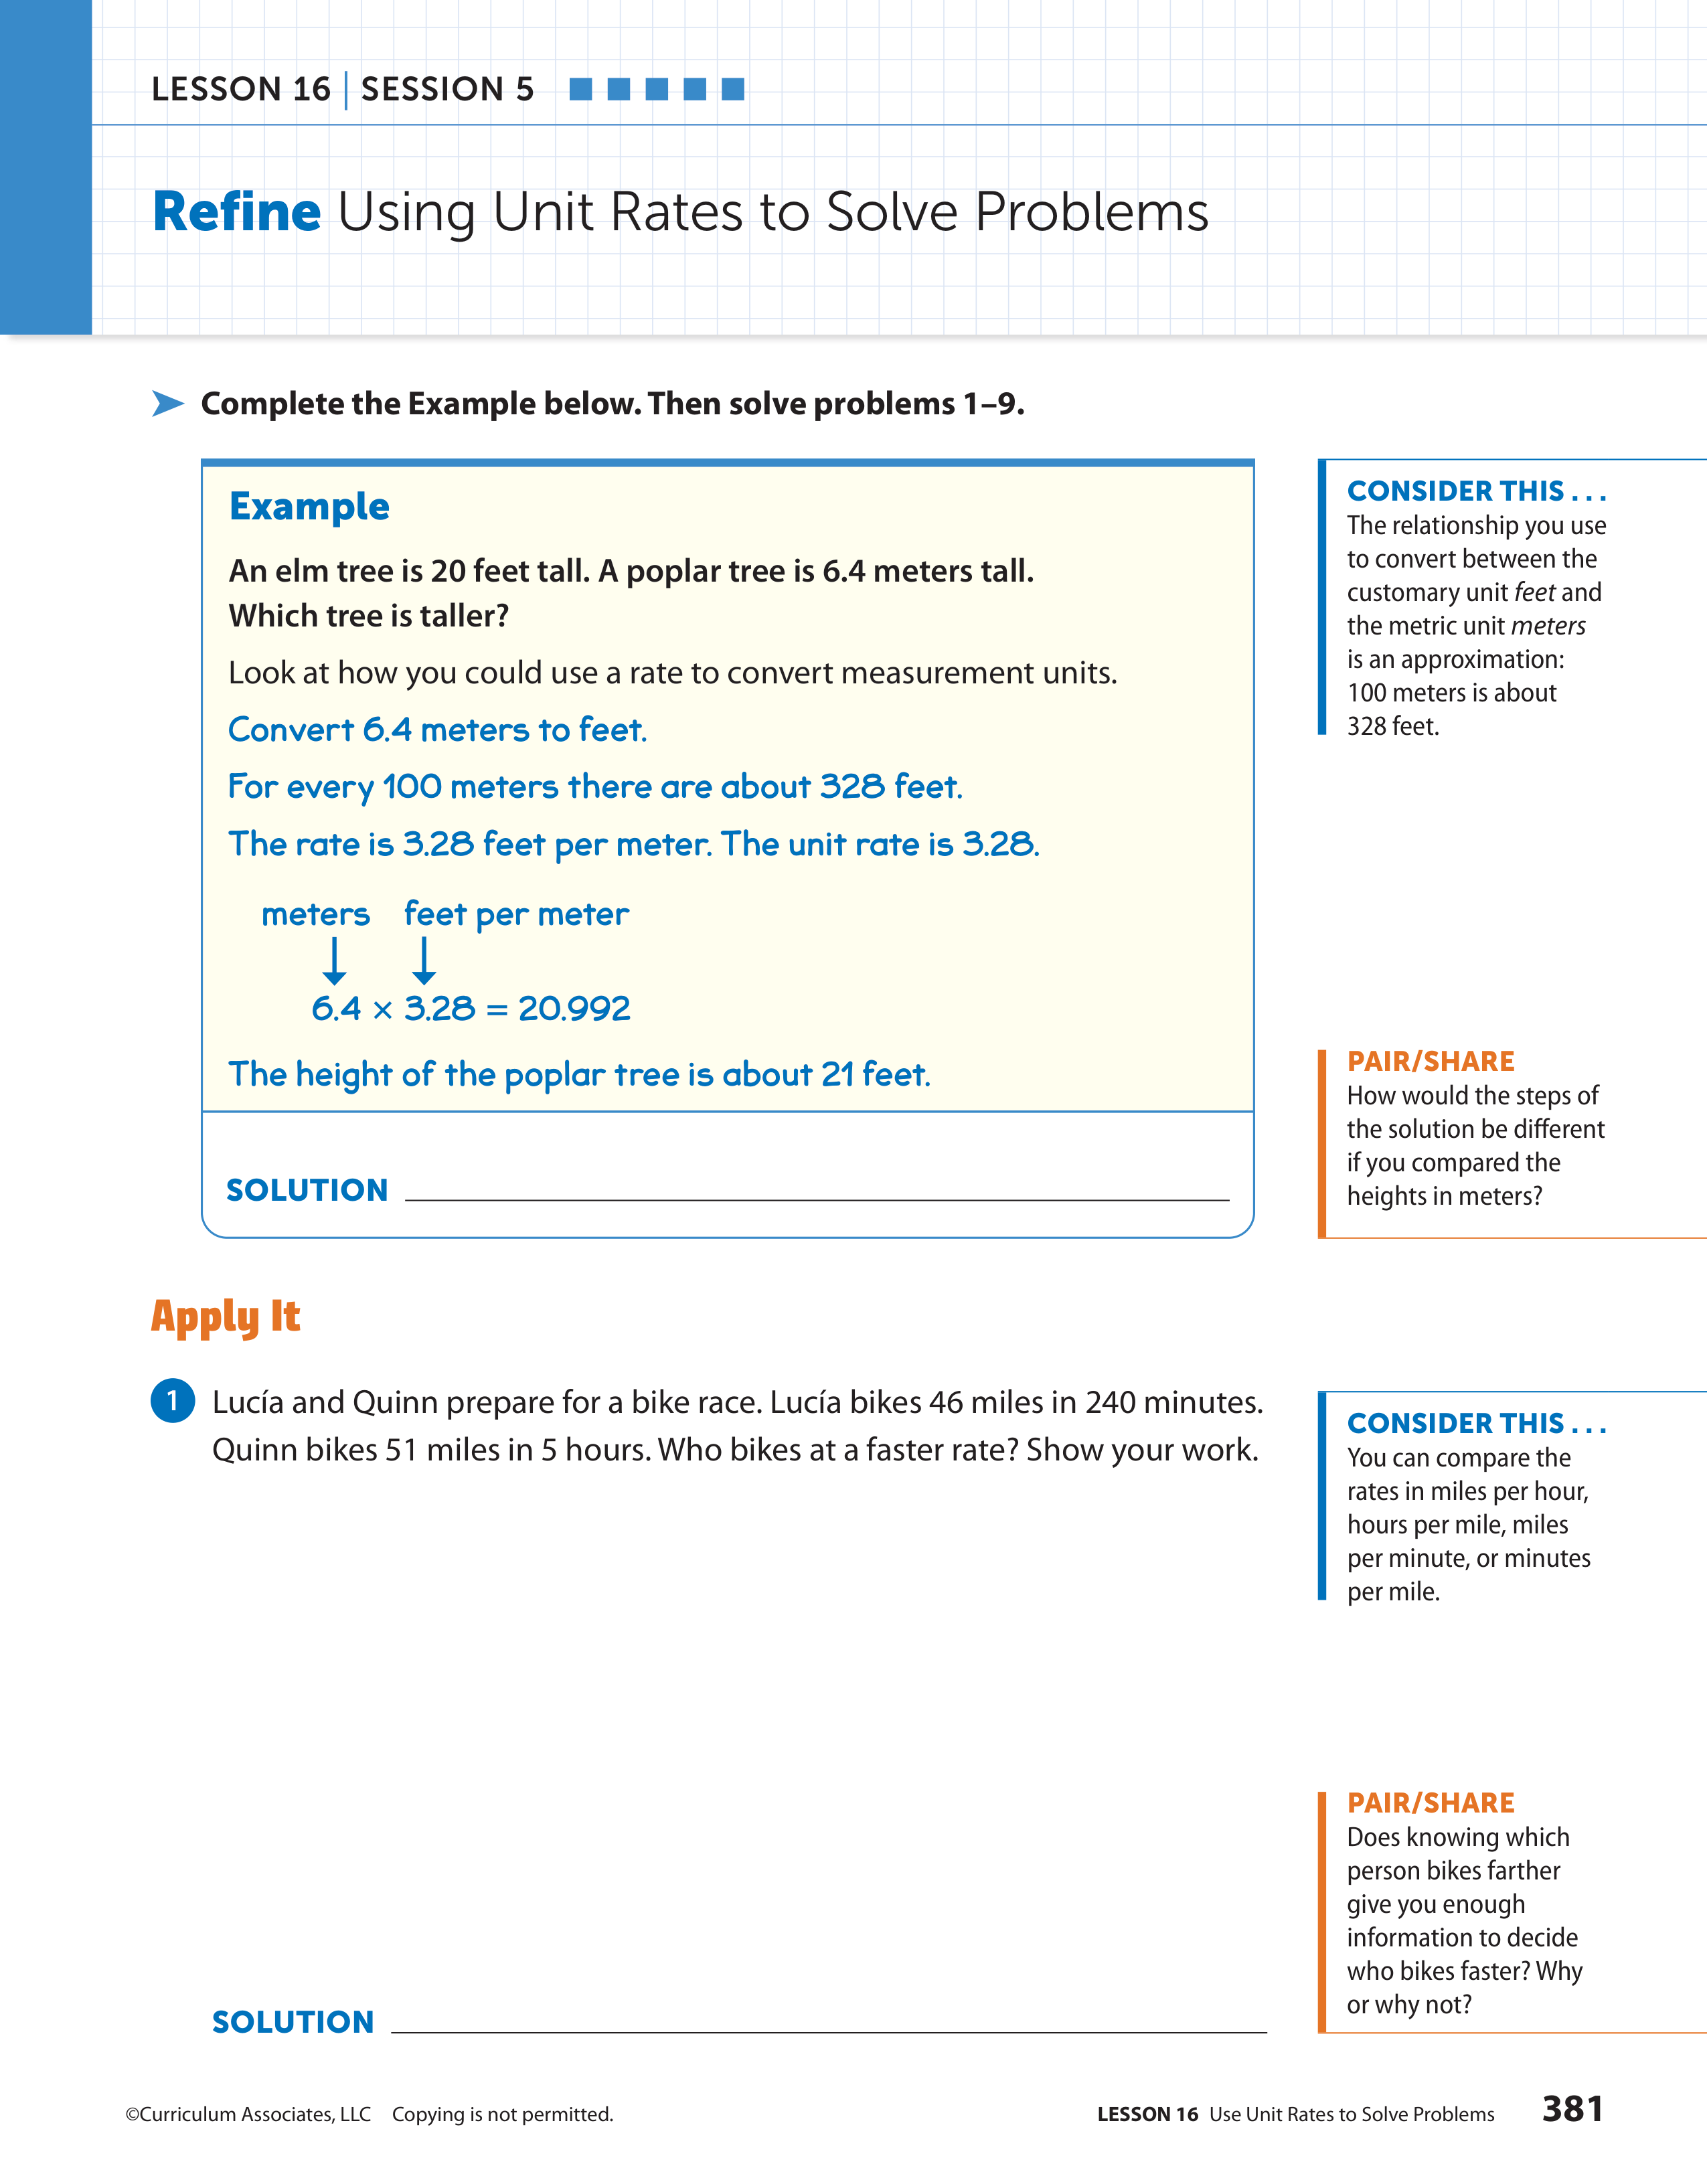 LESSON 16 | SESSION 5
Refine Using Unit Rates to Solve Problems
Complete the Example below. Then solve problems 1–9.
Example
An elm tree is 20 feet tall. A poplar tree is 6.4 meters tall.
Which tree is taller?
Look at how you could use a rate to convert measurement units.
Convert 6.4 meters to feet.
For every 100 meters there are about 328 feet.
The rate is 3.28 feet per meter. The unit rate is 3.28.
meters feet per meter
6.4 × 3.28 = 20.992
The height of the poplar tree is about 21 feet.
SOLUTION
CONSIDER THIS . . .
The relationship you use
to convert between the
customary unit feet and
the metric unit meters
is an approximation:
100 meters is about
328 feet.
PAIR/SHARE
How would the steps of
the solution be different
if you compared the
heights in meters?
Apply It
1 Lucía and Quinn prepare for a bike race. Lucía bikes 46 miles in 240 minutes.
Quinn bikes 51 miles in 5 hours. Who bikes at a faster rate? Show your work.
SOLUTION
CONSIDER THIS . . .
You can compare the
rates in miles per hour,
hours per mile, miles
per minute, or minutes
per mile.
PAIR/SHARE
Does knowing which
person bikes farther
give you enough
information to decide
who bikes faster? Why
or why not?
©Curriculum Associates, LLC Copying is not permitted.
LESSON 16 Use Unit Rates to Solve Problems 381